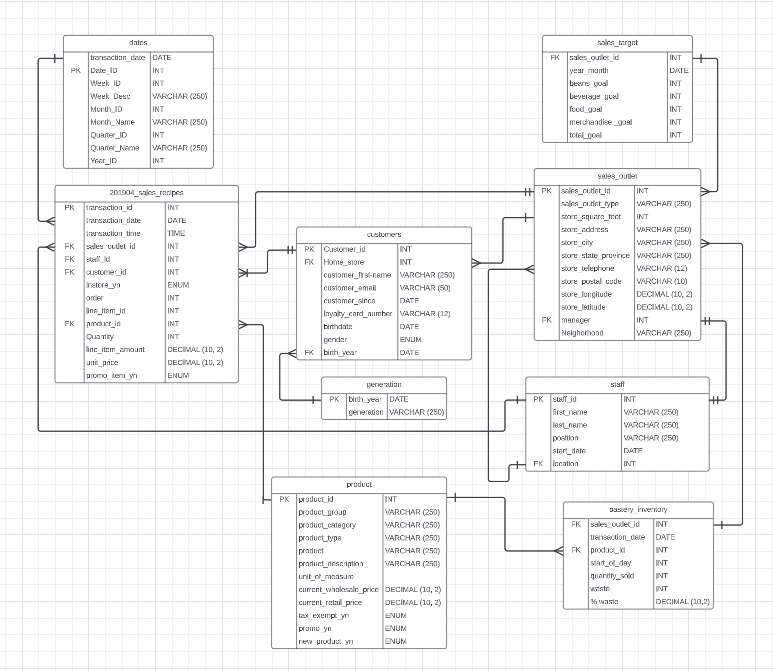 dates
transaction_date DATE
PK Date_ID INT
Week_ID INT
Week_Desc VARCHAR (250)
Month_ID INT
Month_Name VARCHAR (250)
Quarter_ID INT
Quarter_Name VARCHAR (250)
Year_ID INT
sales_target
FK sales_outlet_id INT
year_month DATE
beans_goal INT
beverage_goal INT
food_goal INT
merchandise _goal INT
total_goal INT
201904_sales_recipes
PK transaction_id INT
transaction_date DATE
transaction_time TIME
FK sales_outlet_id INT
FK staff_id INT
FK customer_id INT
instore_yn ENUM
order INT
line_item_id INT
FK product_id INT
Quantity INT
line_item_amount DECIMAL (10, 2)
unit_price DECIMAL (10, 2)
promo_item_yn ENUM
customers
PK Customer_id INT
FK Home_store INT
customer_first-name VARCHAR (250)
customer_email VARCHAR (50)
customer_since DATE
loyalty_card_number VARCHAR (12)
birthdate DATE
gender ENUM
FK birth_year DATE
sales_outlet
PK sales_outlet_id INT
sales_outlet_type VARCHAR (250)
store_square_feet INT
store_address VARCHAR (250)
store_city VARCHAR (250)
store_state_province VARCHAR (250)
store_telephone VARCHAR (12)
store_postal_code VARCHAR (10)
store_longitude DECIMAL (10, 2)
store_latitude DECIMAL (10, 2)
FK manager INT
Neighorhood VARCHAR (250)
generation
PK birth_year DATE
generation VARCHAR (250)
staff
PK staff_id INT
first_name VARCHAR (250)
last_name VARCHAR (250)
position VARCHAR (250)
start_date DATE
FK location INT
product
PK product_id INT
product_group VARCHAR (250)
product_category VARCHAR (250)
product_type VARCHAR (250)
product VARCHAR (250)
product_description VARCHAR (250)
unit_of_measure
current_wholesale_price DECIMAL (10, 2)
current_retail_price DECIMAL (10, 2)
tax_exempt_yn ENUM
promo_yn ENUM
new_product_yn ENUM
pastery_inventory
FK sales_outlet_id INT
transaction_date DATE
FK product_id INT
start_of_day INT
quantity_sold INT
waste INT
% waste DECIMAL (10,2)